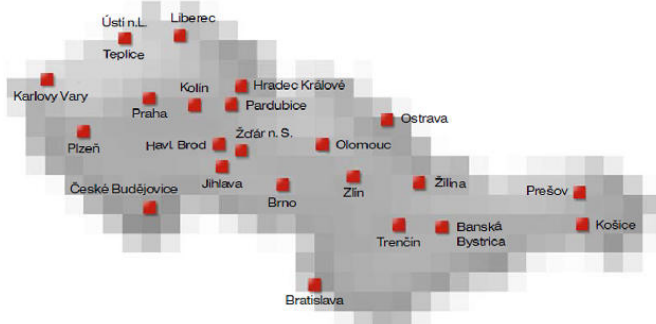 Ústí n.L.
Liberec
Teplice
Karlovy Vary
Praha
Kolín
Hradec Králové
Pardubice
Ostrava
Plzeň
Havl. Brod
Žďár n. S.
Olomouc
Jihlava
České Budějovice
Brno
Zlín
Žilina
Prešov
Trenčín
Banská
Bystrica
Košice
Bratislava